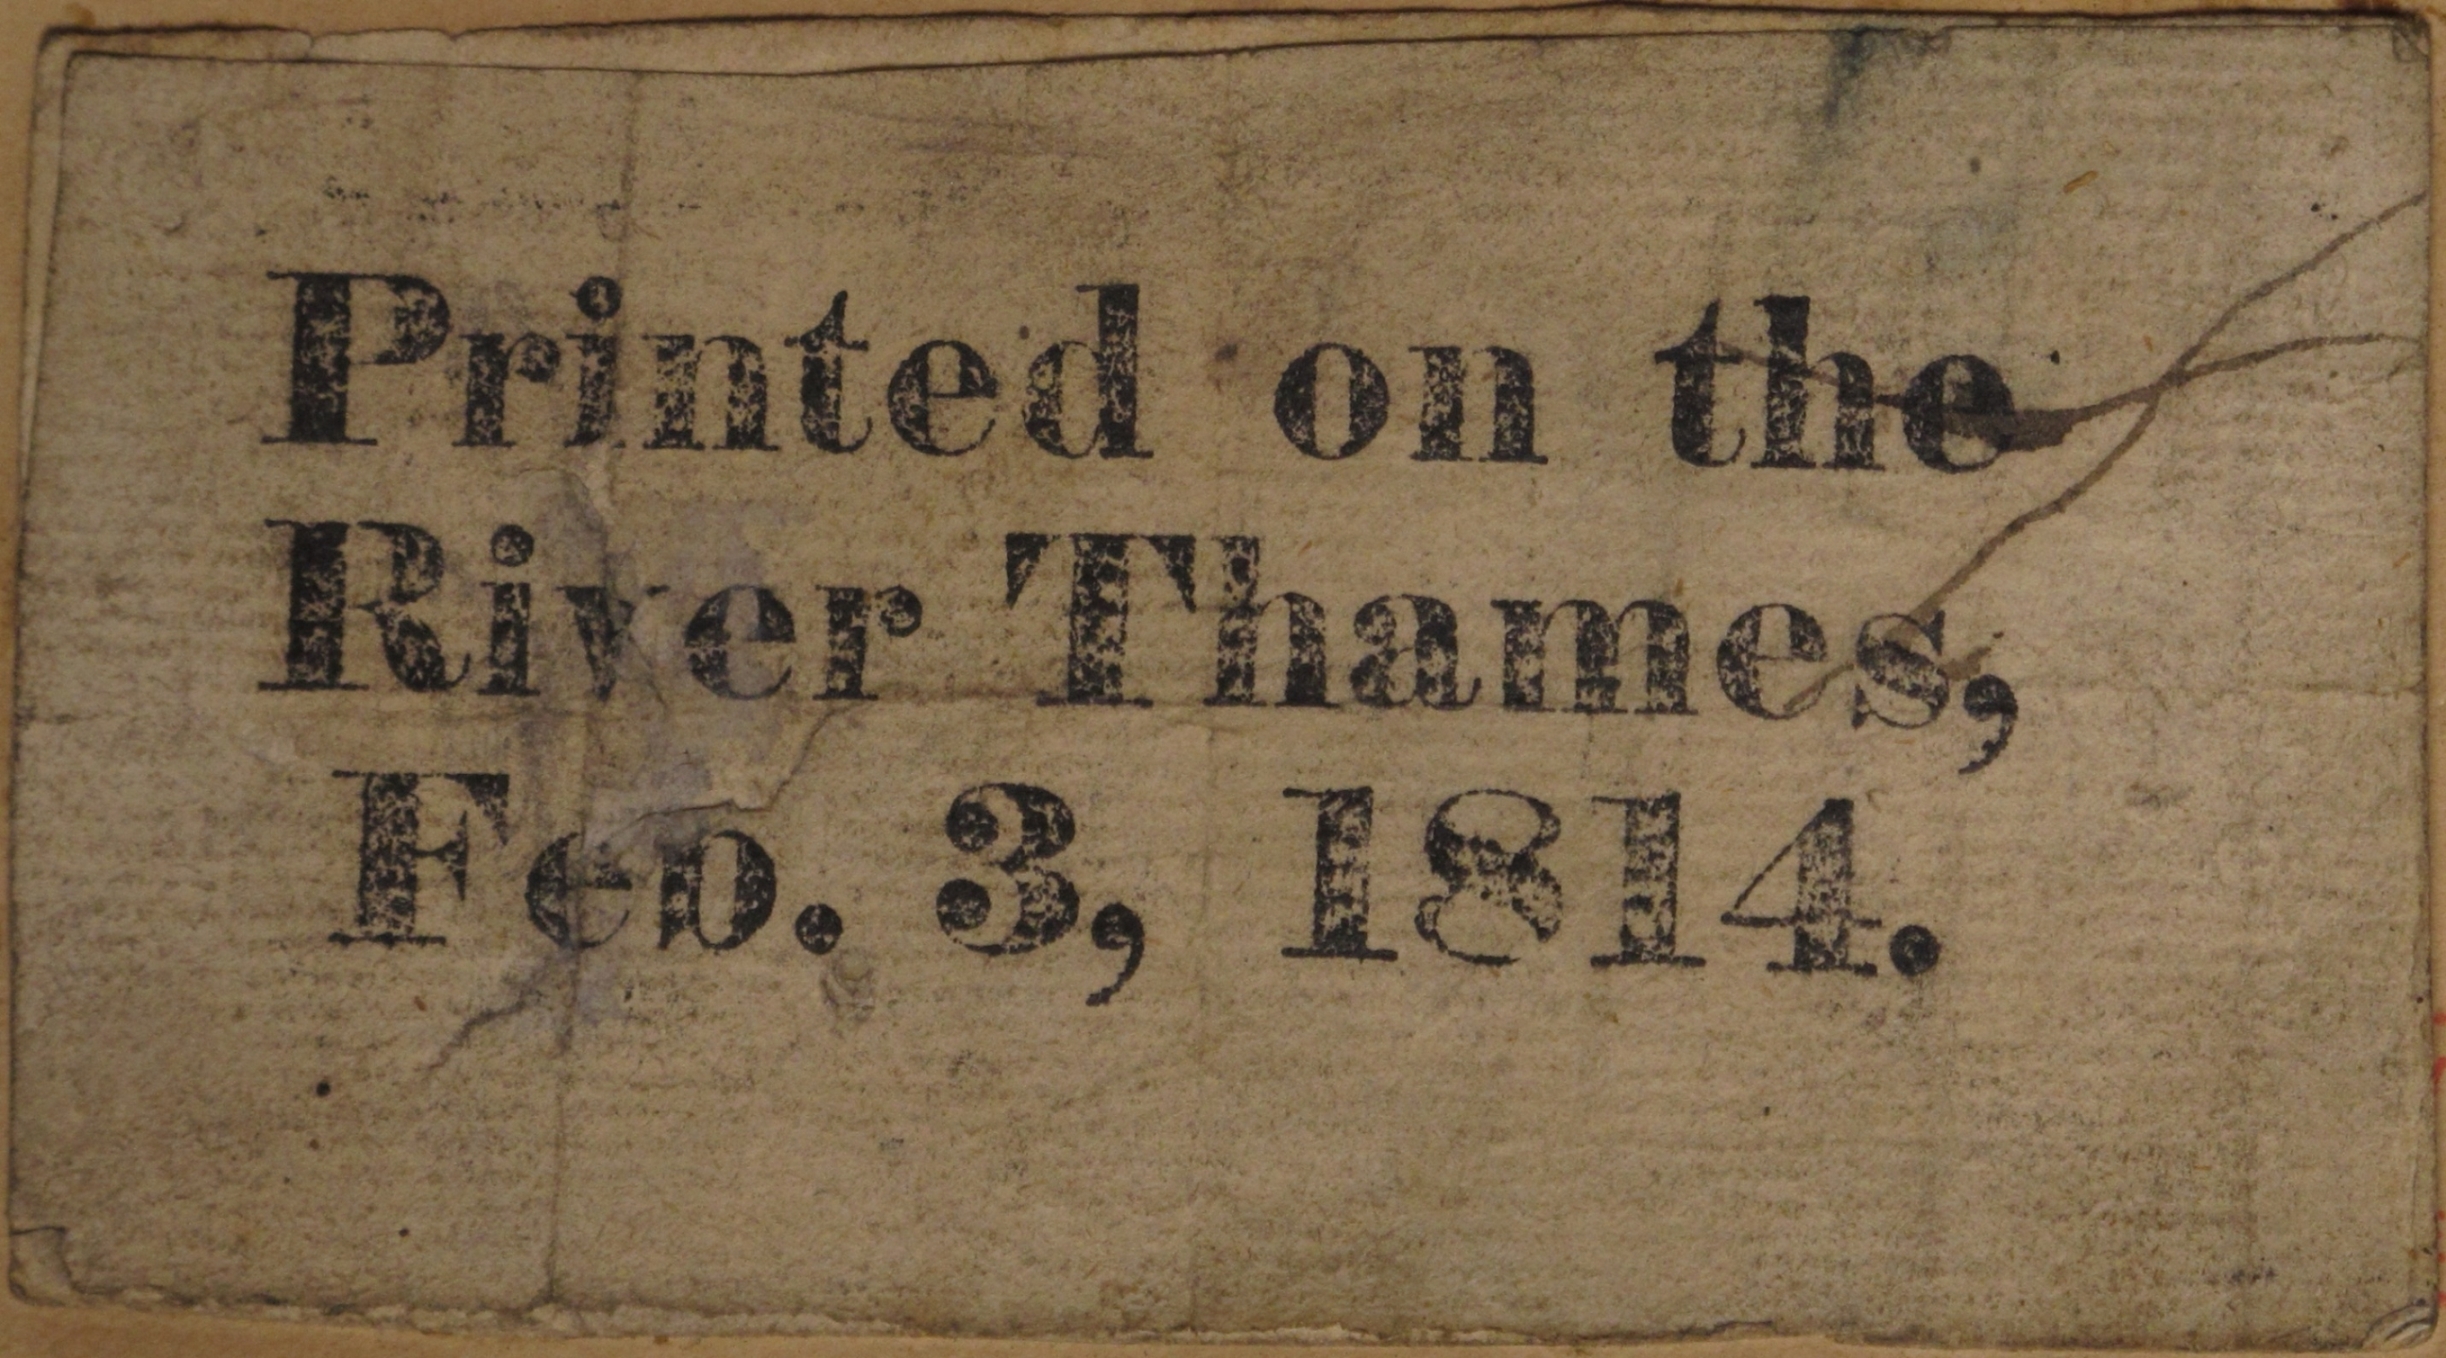 Printed on the
River Thames,
Feb. 3, 1814.